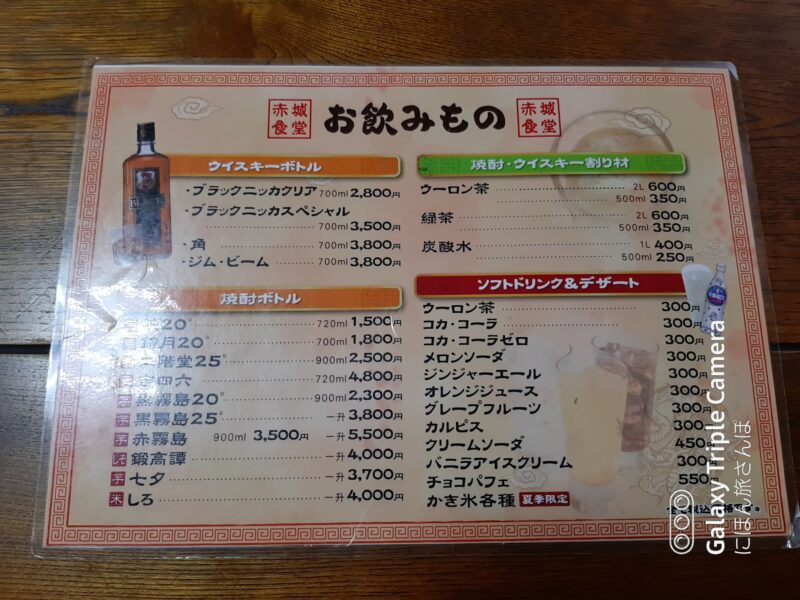 赤城食堂 お飲みもの 赤城食堂
ウイスキーボトル
・ブラックニッカクリア 700ml 2,800円
・ブラックニッカスペシャル
700ml 3,500円
・角 700ml 3,800円
・ジム・ビーム 700ml 3,800円
焼酎ボトル
20° 720ml 1,500円
月20° 700ml 1,800円
二階堂25° 900ml 2,500円
四六 720ml 4,800円
芋 黒霧島20° 900ml 2,300円
芋 黒霧島25° 一升 3,800円
芋 赤霧島 900ml 3,500円 一升 5,500円
しそ 鍛高譚 一升 4,000円
芋 七夕 一升 3,700円
米 しろ 一升 4,000円
焼酎・ウイスキー割り材
ウーロン茶 2L 600円
500ml 350円
緑茶 2L 600円
500ml 350円
炭酸水 1L 400円
500ml 250円
ソフトドリンク&デザート
ウーロン茶 300円
コカ・コーラ 300円
コカ・コーラゼロ 300円
メロンソーダ 300円
ジンジャーエール 300円
オレンジジュース 300円
グレープフルーツ 300円
カルピス 300円
クリームソーダ 450円
バニラアイスクリーム 300円
チョコパフェ 550円
かき氷各種 夏季限定
Galaxy Triple Camera
にほん旅さんほ